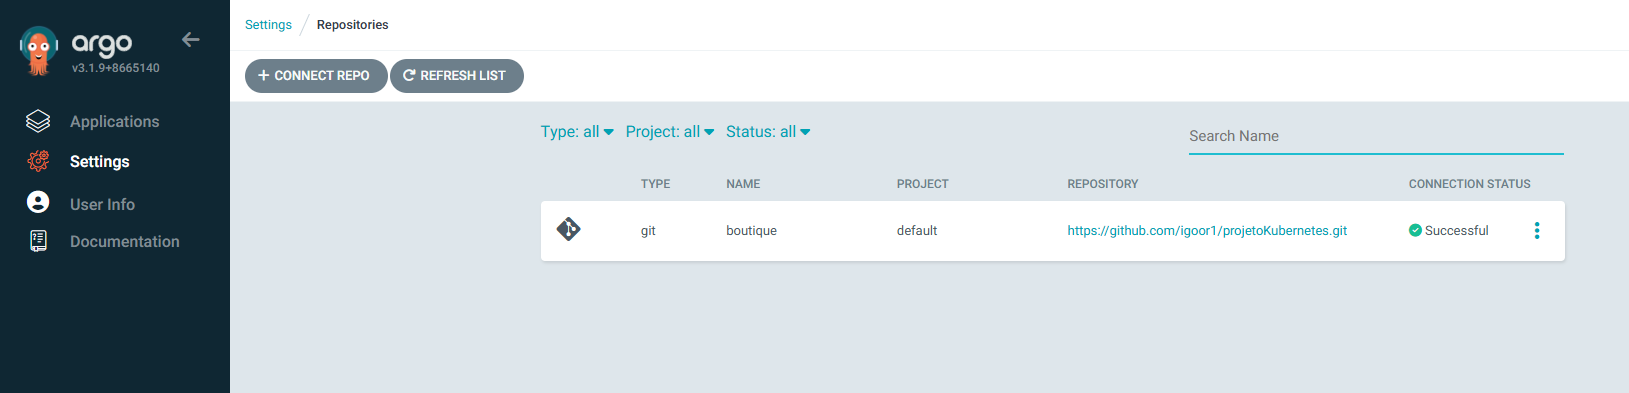 argo
v3.1.9+8665140
Applications
Settings
User Info
Documentation
Settings / Repositories
CONNECT REPO REFRESH LIST
Type: all Project: all Status: all Search Name
TYPE NAME PROJECT REPOSITORY CONNECTION STATUS
git boutique default https://github.com/igoor1/projetoKubernetes.git Successful